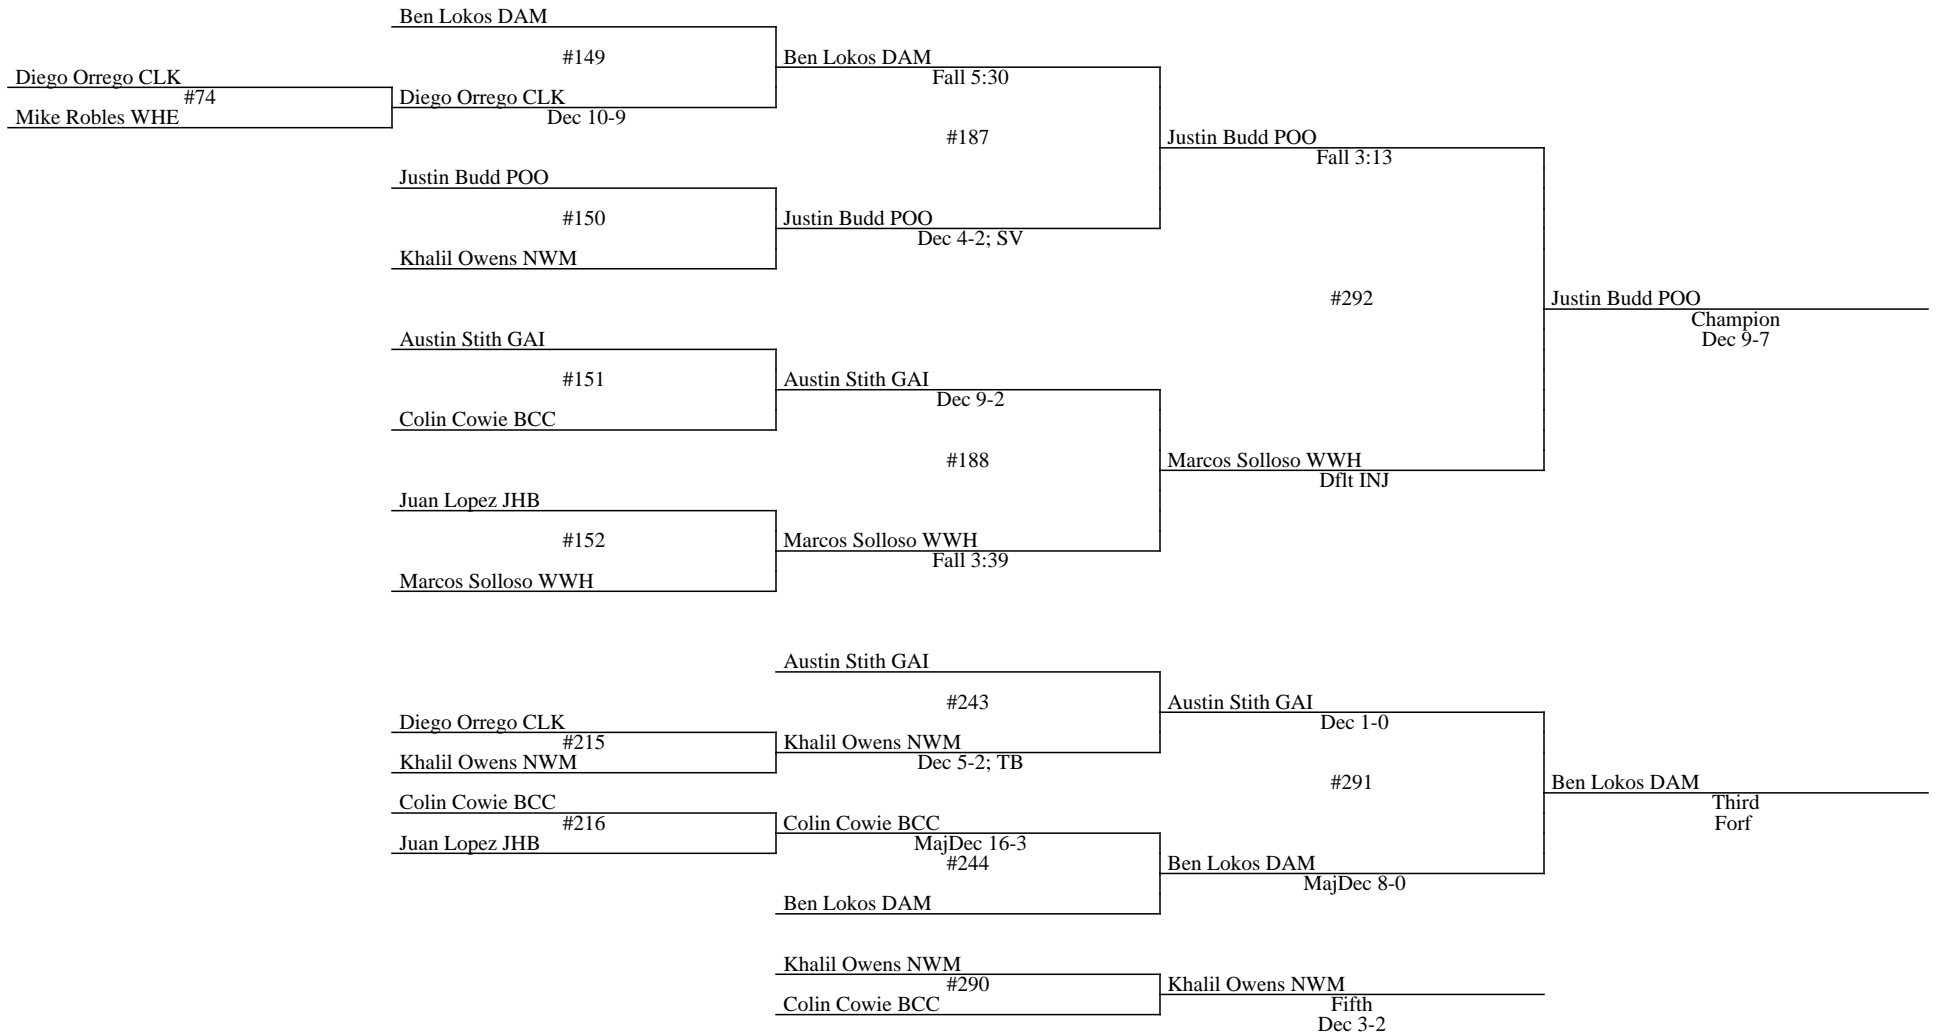 Ben Lokos DAM
#149
Ben Lokos DAM
Fall 5:30
Diego Orrego CLK
#74
Mike Robles WHE
Diego Orrego CLK
Dec 10-9
#187
Justin Budd POO
Fall 3:13
Justin Budd POO
#150
Justin Budd POO
Dec 4-2; SV
Khalil Owens NWM
#292
Justin Budd POO
Champion
Dec 9-7
Austin Stith GAI
#151
Austin Stith GAI
Dec 9-2
Colin Cowie BCC
#188
Marcos Solloso WWH
Dflt INJ
Juan Lopez JHB
#152
Marcos Solloso WWH
Fall 3:39
Marcos Solloso WWH
Austin Stith GAI
#243
Austin Stith GAI
Dec 1-0
Diego Orrego CLK
#215
Khalil Owens NWM
Khalil Owens NWM
Dec 5-2; TB
#291
Ben Lokos DAM
Third
Forf
Colin Cowie BCC
#216
Juan Lopez JHB
Colin Cowie BCC
MajDec 16-3
#244
Ben Lokos DAM
MajDec 8-0
Ben Lokos DAM
Khalil Owens NWM
#290
Colin Cowie BCC
Khalil Owens NWM
Fifth
Dec 3-2